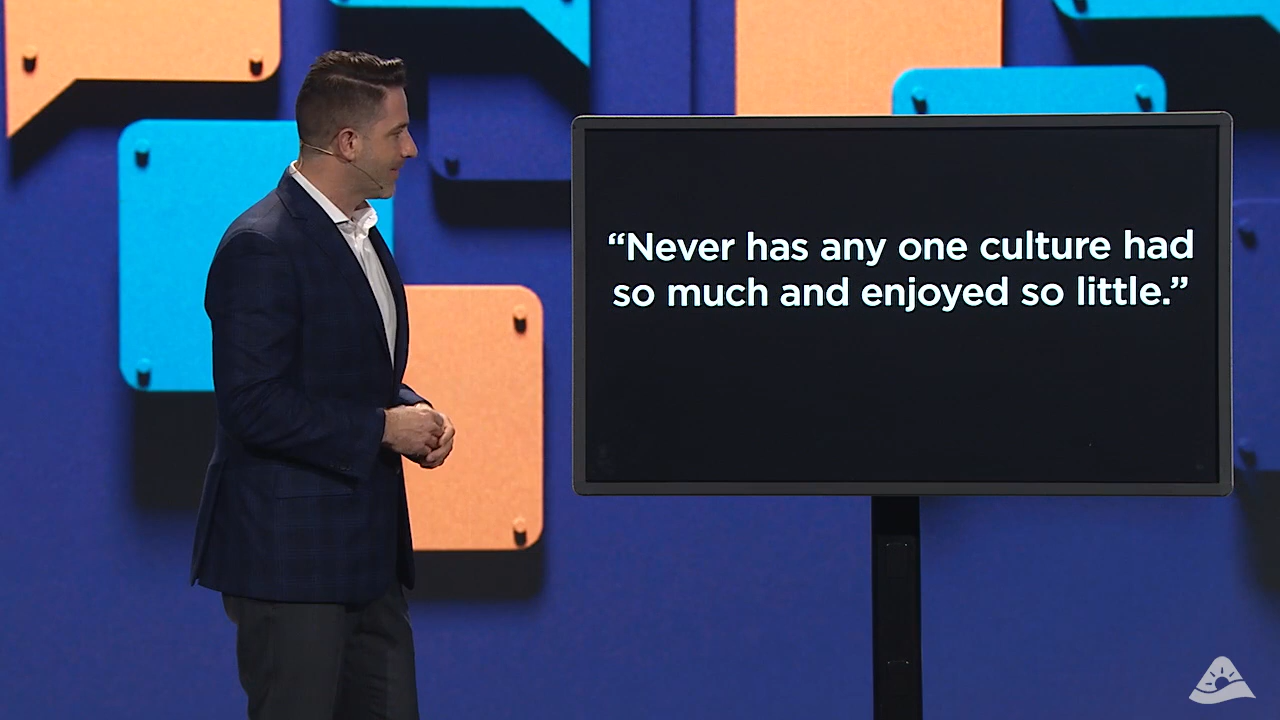 “Never has any one culture had
so much and enjoyed so little.”